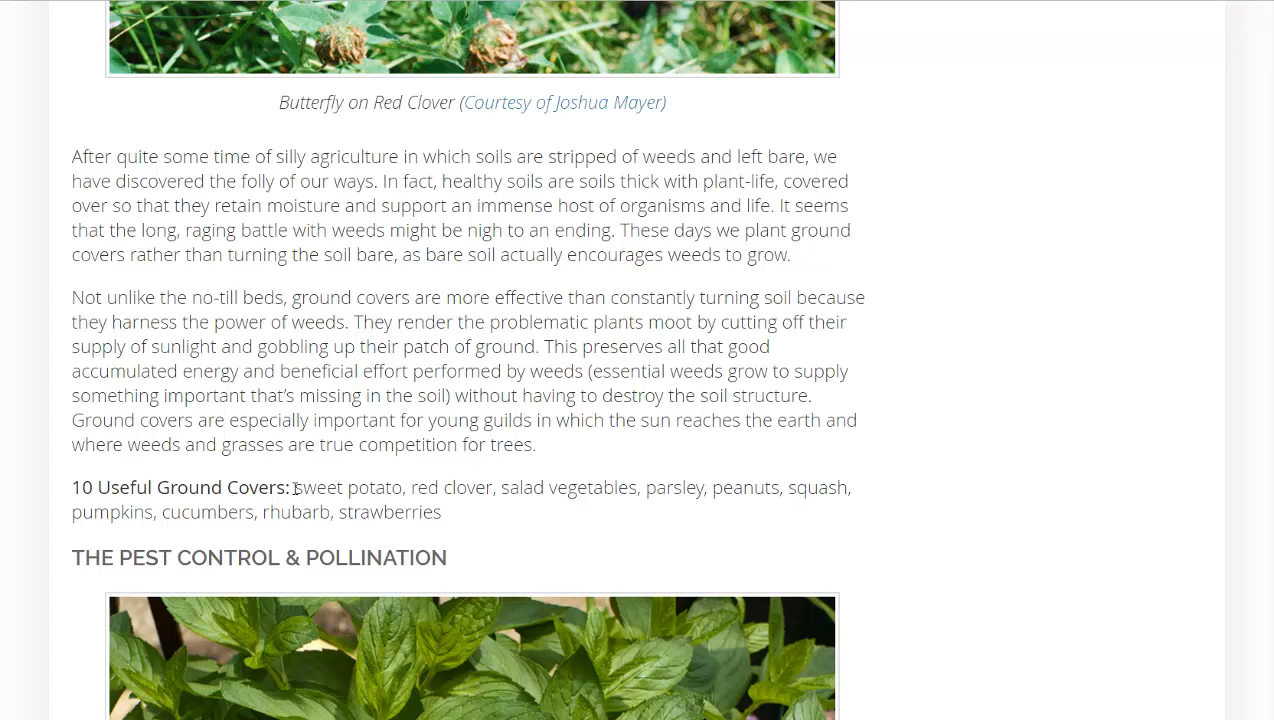 Butterfly on Red Clover (Courtesy of Joshua Mayer)
After quite some time of silly agriculture in which soils are stripped of weeds and left bare, we
have discovered the folly of our ways. In fact, healthy soils are soils thick with plant-life, covered
over so that they retain moisture and support an immense host of organisms and life. It seems
that the long, raging battle with weeds might be nigh to an ending. These days we plant ground
covers rather than turning the soil bare, as bare soil actually encourages weeds to grow.
Not unlike the no-till beds, ground covers are more effective than constantly turning soil because
they harness the power of weeds. They render the problematic plants moot by cutting off their
supply of sunlight and gobbling up their patch of ground. This preserves all that good
accumulated energy and beneficial effort performed by weeds (essential weeds grow to supply
something important that’s missing in the soil) without having to destroy the soil structure.
Ground covers are especially important for young guilds in which the sun reaches the earth and
where weeds and grasses are true competition for trees.
10 Useful Ground Covers: sweet potato, red clover, salad vegetables, parsley, peanuts, squash,
pumpkins, cucumbers, rhubarb, strawberries
THE PEST CONTROL & POLLINATION